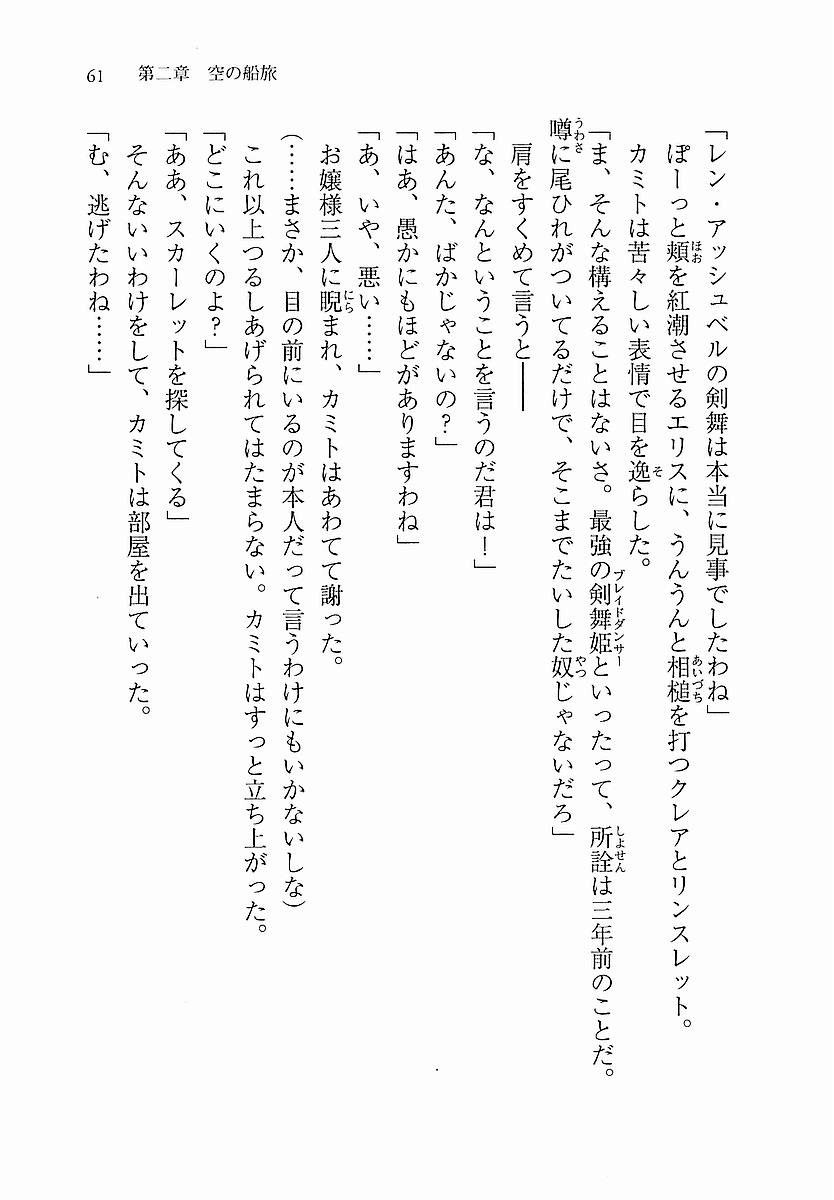 61　第二章　空の船旅
「レン・アッシュベルの剣舞は本当に見事でしたわね」
ぽーっと頬を紅潮させるエリスに、うんうんと相槌を打つクレアとリンスレット。
カミトは苦々しい表情で目を逸らした。
「ま、そんな構えることはないさ。最強の剣舞姫といったって、所詮は三年前のことだ。
噂に尾ひれがついてるだけで、そこまでたいした奴じゃないだろ」
肩をすくめて言うと――
「な、なんということを言うのだ君は！」
「あんた、ばかじゃないの？」
「はあ、愚かにもほどがありますわね」
「あ、いや、悪い……」
お嬢様三人に睨まれ、カミトはあわてて謝った。
（……まさか、目の前にいるのが本人だって言うわけにもいかないしな）
これ以上つるしあげられてはたまらない。カミトはすっと立ち上がった。
「どこにいくのよ？」
「ああ、スカーレットを探してくる」
そんないいわけをして、カミトは部屋を出ていった。
「む、逃げたわね……」